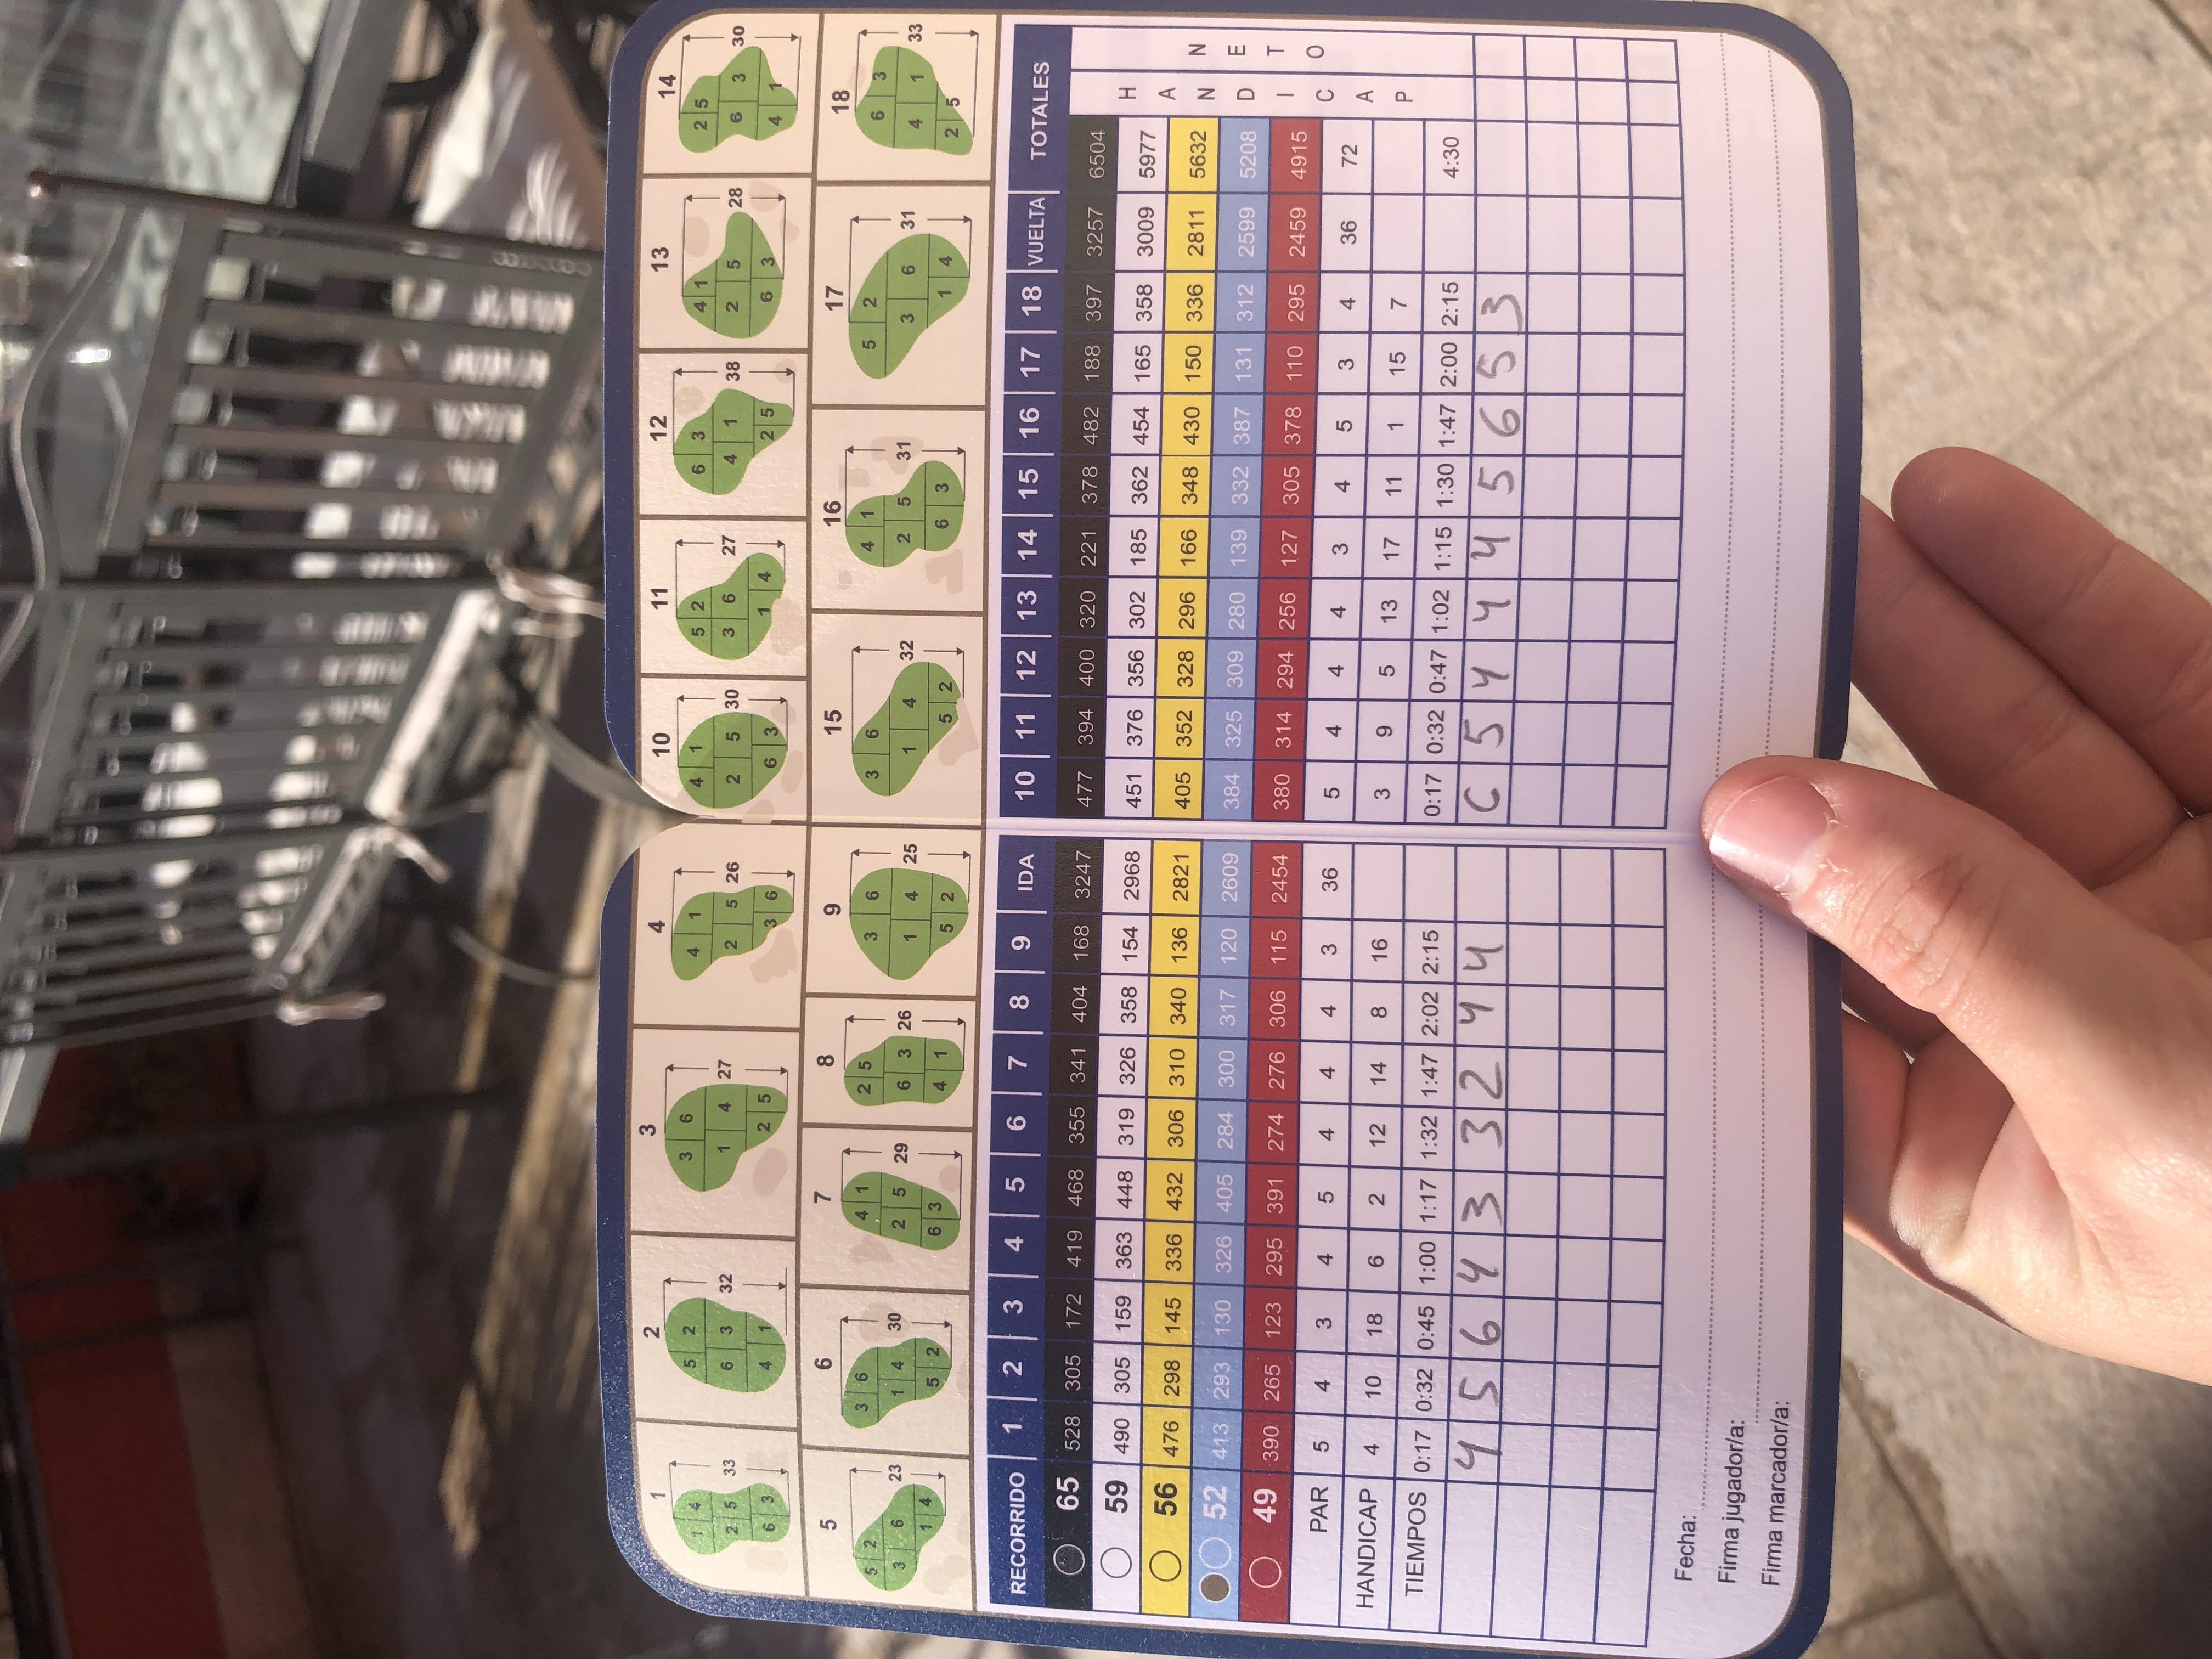 1 2 3 4 10 11 12 13 14
1 4 2 5 6 3 33
5 2 6 3 4 1 32
3 6 1 4 2 5 27
4 1 2 5 3 6 26
4 1 2 5 6 3 30
5 2 3 6 1 4 27
6 3 4 1 2 5 38
4 1 2 5 6 3 28
2 5 6 3 4 1 30
5 6 7 8 9 15 16 17 18
5 2 3 6 1 4 23
3 6 1 4 5 2 30
4 1 2 5 6 3 29
2 5 6 3 4 1 26
3 6 1 4 5 2 25
3 6 1 4 5 2 32
4 1 2 5 6 3 31
5 2 3 6 1 4 31
6 3 4 1 2 5 33
RECORRIDO 1 2 3 4 5 6 7 8 9 IDA 10 11 12 13 14 15 16 17 18 VUELTA TOTALES
65 528 305 172 419 468 355 341 404 168 3247 477 394 400 320 221 378 482 188 397 3257 6504
59 490 305 159 363 448 319 326 358 154 2968 451 376 356 302 185 362 454 165 358 3009 5977
56 476 298 145 336 432 306 310 340 136 2821 405 352 328 296 166 348 430 150 336 2811 5632
52 413 293 130 326 405 284 300 317 120 2609 384 325 309 280 139 332 387 131 312 2599 5208
49 390 265 123 295 391 274 276 306 115 2454 380 314 294 256 127 305 378 110 295 2459 4915
PAR 5 4 3 4 5 4 4 4 3 36 5 4 4 4 3 4 5 3 4 36 72
HANDICAP 4 10 18 6 2 12 14 8 16 3 9 5 13 17 11 1 15 7
TIEMPOS 0:17 0:32 0:45 1:00 1:17 1:32 1:47 2:02 2:15 0:17 0:32 0:47 1:02 1:15 1:30 1:47 2:00 2:15 4:30
4 5 6 4 3 3 2 4 4 6 5 4 4 4 5 6 5 3
HANDICAP
NETO
Fecha:
Firma jugador/a:
Firma marcador/a: